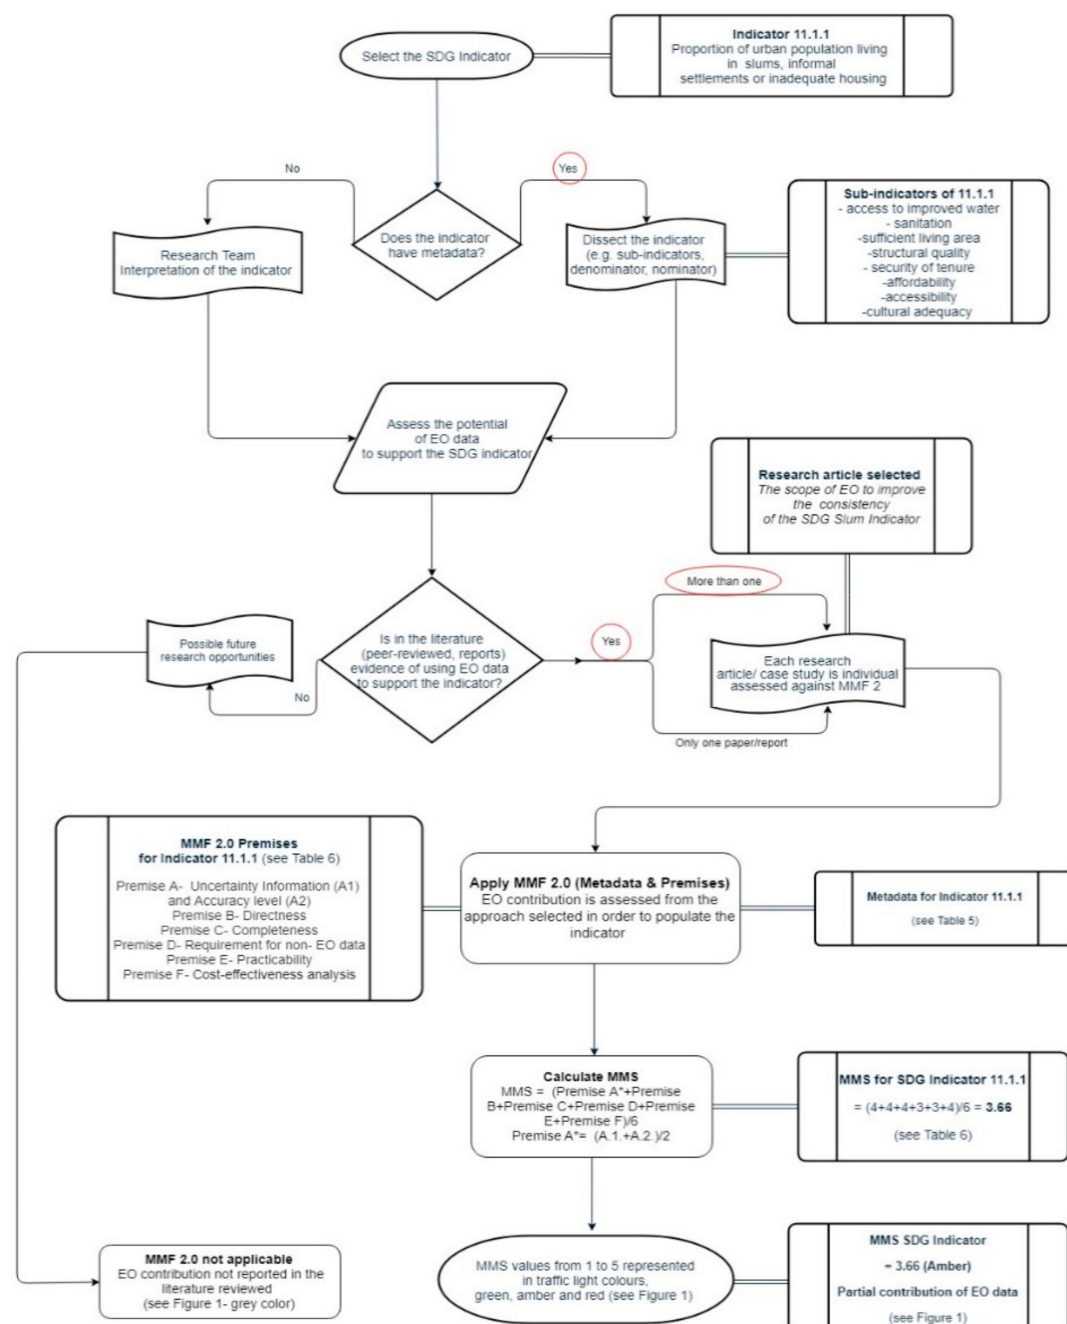 Select the SDG Indicator
Indicator 11.1.1
Proportion of urban population living
in slums, informal
settlements or inadequate housing
No
Yes
Does the indicator
have metadata?
Research Team
Interpretation of the indicator
Dissect the indicator
(e.g. sub-indicators,
denominator, nominator)
Sub-indicators of 11.1.1
- access to improved water
- sanitation
-sufficient living area
-structural quality
- security of tenure
-affordability
-accessibility
-cultural adequacy
Assess the potential
of EO data
to support the SDG indicator
Research article selected
The scope of EO to improve
the consistency
of the SDG Slum Indicator
More than one
Possible future
research opportunities
No
Is in the literature
(peer-reviewed, reports)
evidence of using EO data
to support the indicator?
Yes
Each research
article/ case study is individual
assessed against MMF 2
Only one paper/report
MMF 2.0 Premises
for Indicator 11.1.1 (see Table 6)
Premise A- Uncertainty Information (A1)
and Accuracy level (A2)
Premise B- Directness
Premise C- Completeness
Premise D- Requirement for non- EO data
Premise E- Practicability
Premise F- Cost-effectiveness analysis
Apply MMF 2.0 (Metadata & Premises)
EO contribution is assessed from the
approach selected in order to populate the
indicator
Metadata for Indicator 11.1.1
(see Table 5)
Calculate MMS
MMS = (Premise A*+Premise
B+Premise C+Premise D+Premise
E+Premise F)/6
Premise A*= (A.1.+A.2.)/2
MMS for SDG Indicator 11.1.1
= (4+4+4+3+3+4)/6 = 3.66
(see Table 6)
MMF 2.0 not applicable
EO contribution not reported in the
literature reviewed
(see Figure 1- grey color)
MMS values from 1 to 5 represented
in traffic light colours,
green, amber and red (see Figure 1)
MMS SDG Indicator
= 3.66 (Amber)
Partial contribution of EO data
(see Figure 1)